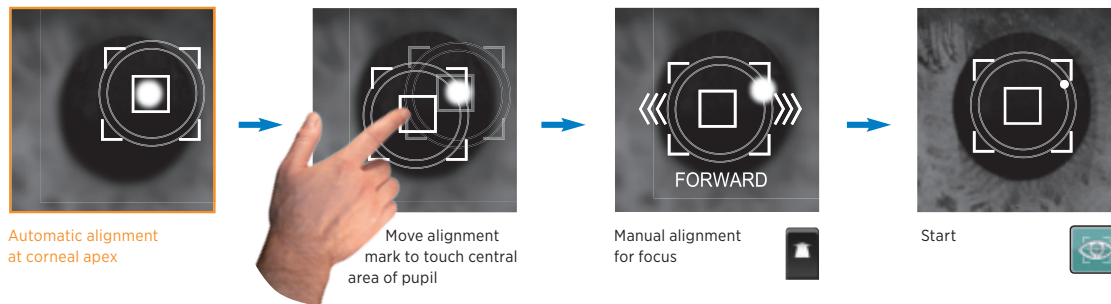 Automatic alignment
at corneal apex
Move alignment
mark to touch central
area of pupil
FORWARD
Manual alignment
for focus
Start